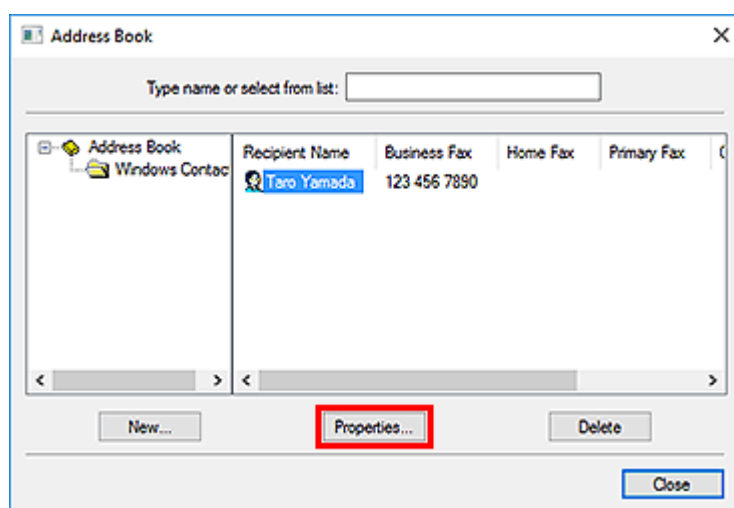 Address Book
Type name or select from list:
Address Book
Windows Contac
Recipient Name Business Fax Home Fax Primary Fax
Taro Yamada 123 456 7890
New... Properties... Delete
Close